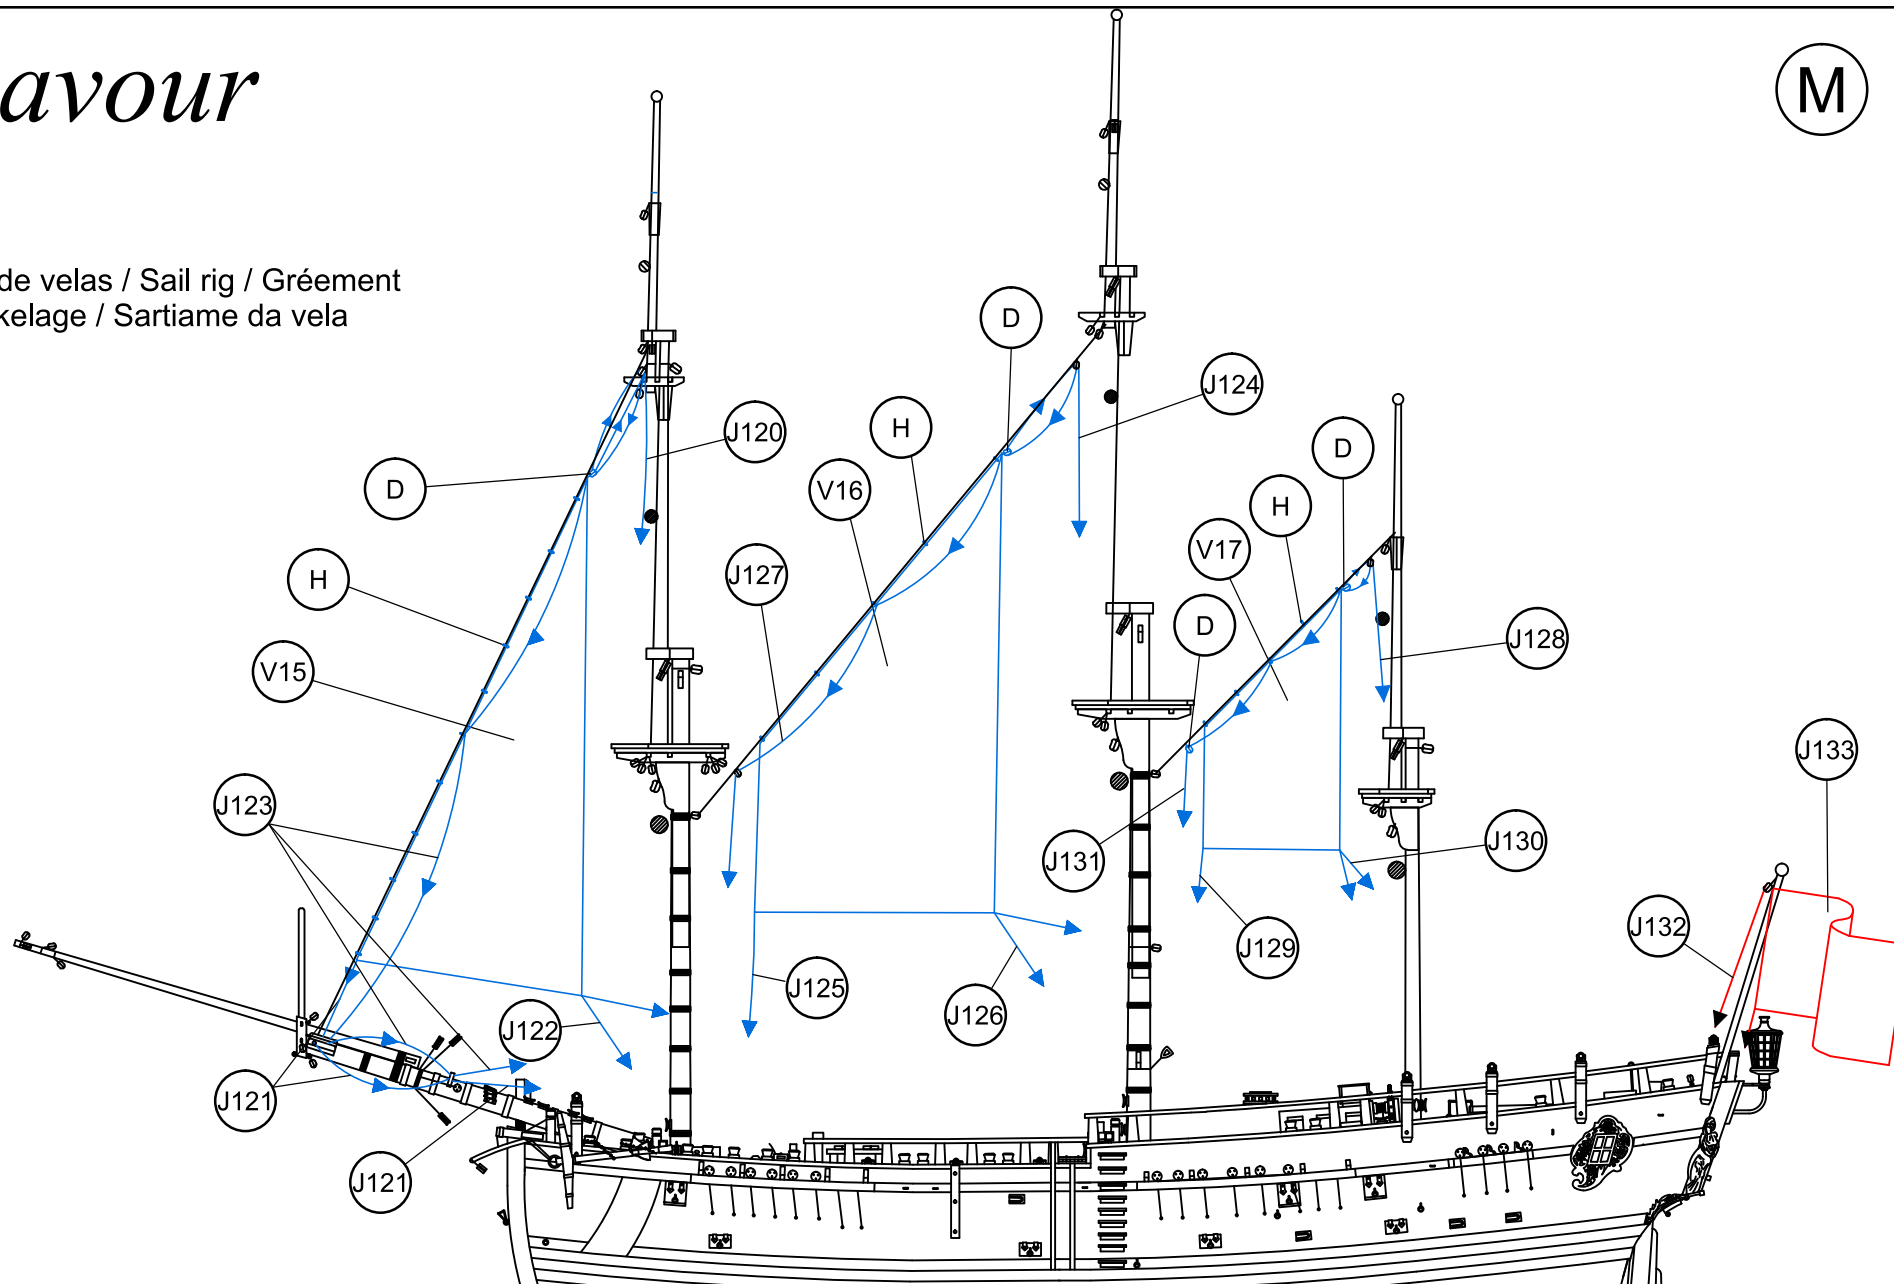 avour
M
de velas / Sail rig / Gréement
kelage / Sartiame da vela
D
J124
H
J120
D
D
V16
H
V17
J127
H
D
J128
V15
J133
J123
J130
J131
J132
J129
J125
J126
J122
J121
J121